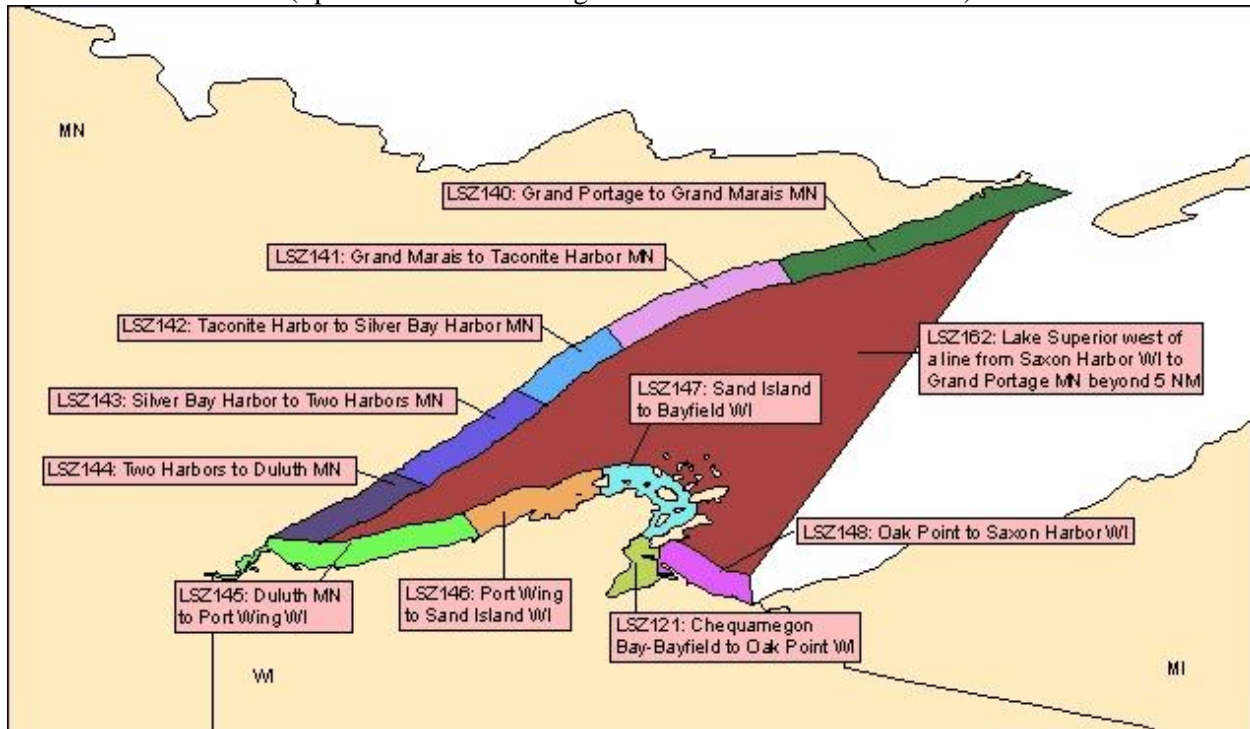 MN
LSZ140: Grand Portage to Grand Marais MN
LSZ141: Grand Marais to Taconite Harbor MN
LSZ142: Taconite Harbor to Silver Bay Harbor MN
LSZ162: Lake Superior west of
a line from Saxon Harbor WI to
Grand Portage MN beyond 5 NM
LSZ147: Sand Island
to Bayfield WI
LSZ143: Silver Bay Harbor to Two Harbors MN
LSZ144: Two Harbors to Duluth MN
LSZ148: Oak Point to Saxon Harbor WI
LSZ145: Duluth MN
to Port Wing WI
LSZ146: Port Wing
to Sand Island WI
LSZ121: Chequamegon
Bay-Bayfield to Oak Point WI
WI
MI